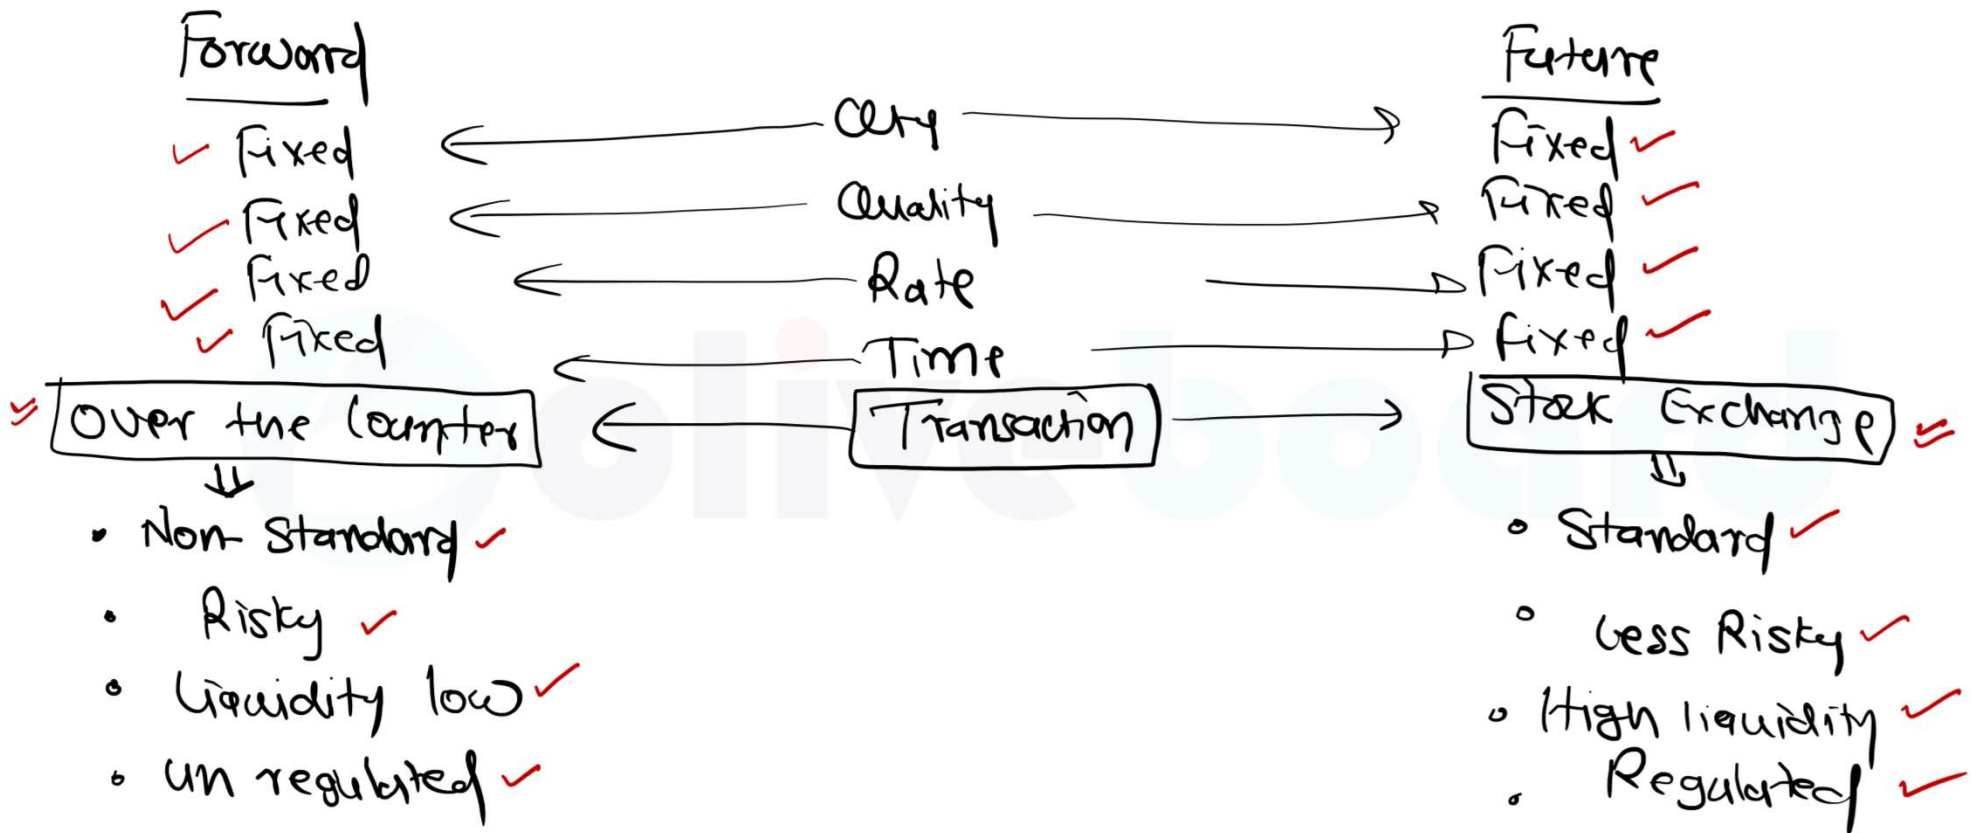 Forward Future
Fixed Qty Fixed
Fixed Quality Fixed
Fixed Rate Fixed
Fixed Time Fixed
Over the Counter Transaction Stock Exchange
• Non-Standard • Standard
• Risky • Less Risky
• Liquidity low • High liquidity
• un regulated • Regulated
oliveboard